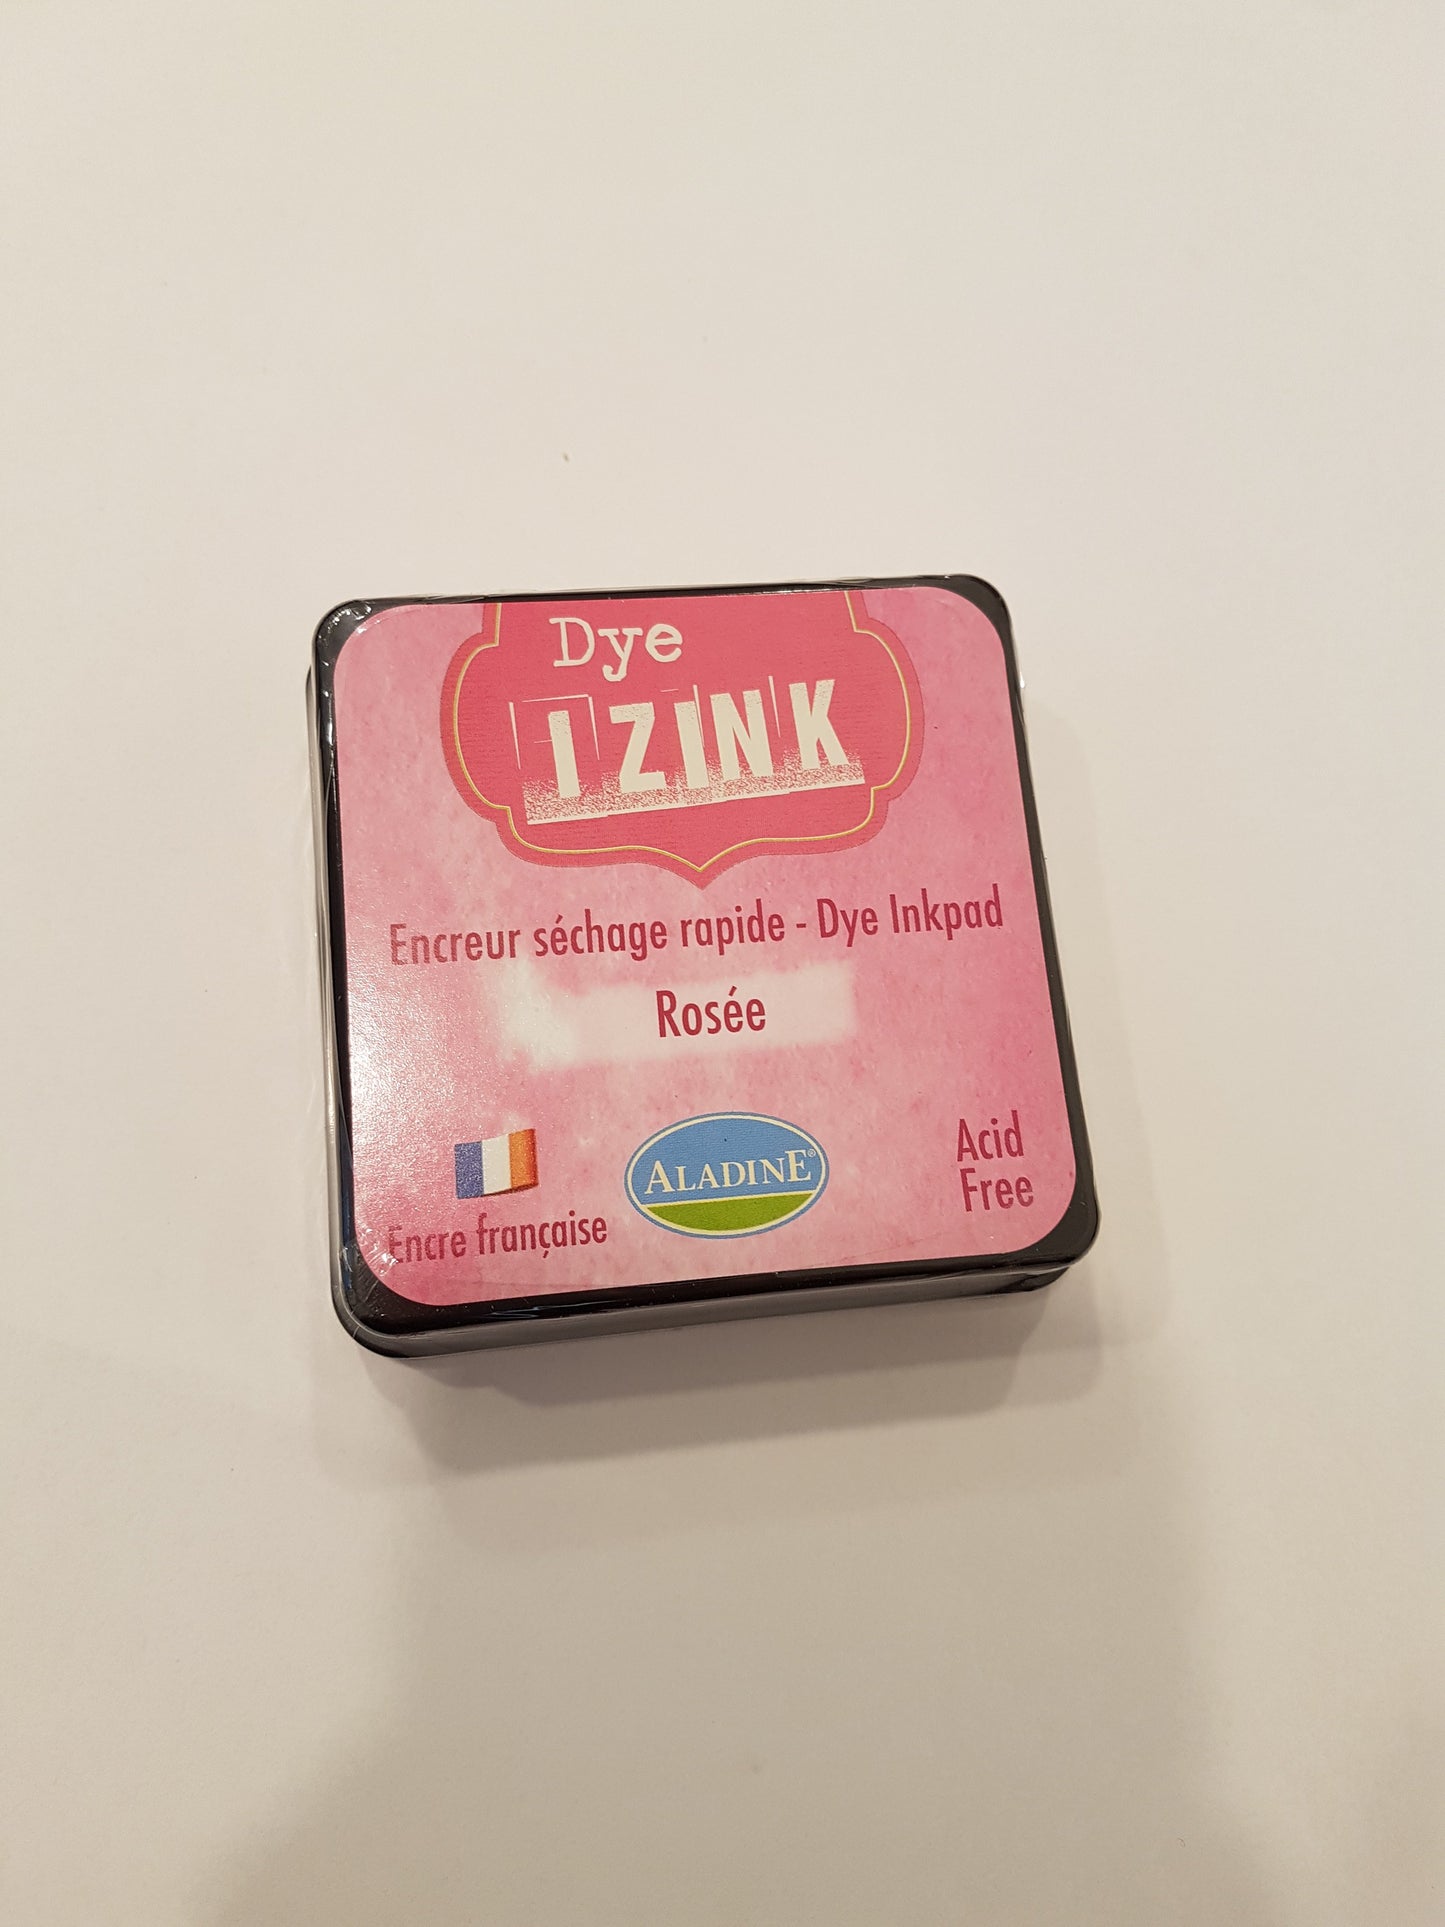 Dye
IZINK
Encreur séchage rapide - Dye Inkpad
Rosée
Encre française
ALADINE®
Acid
Free